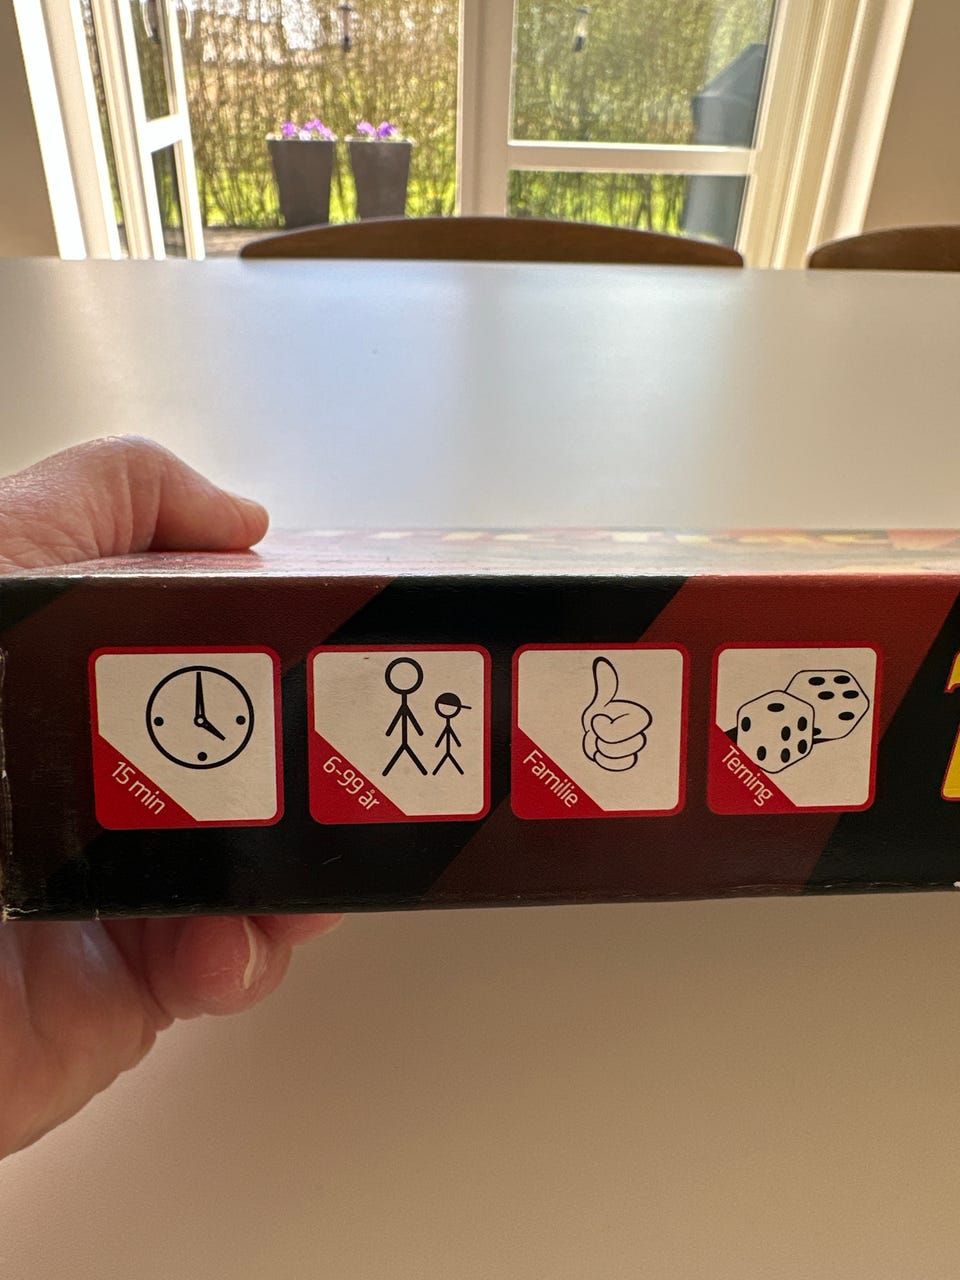 15 min
6-99 år
Familie
Terning